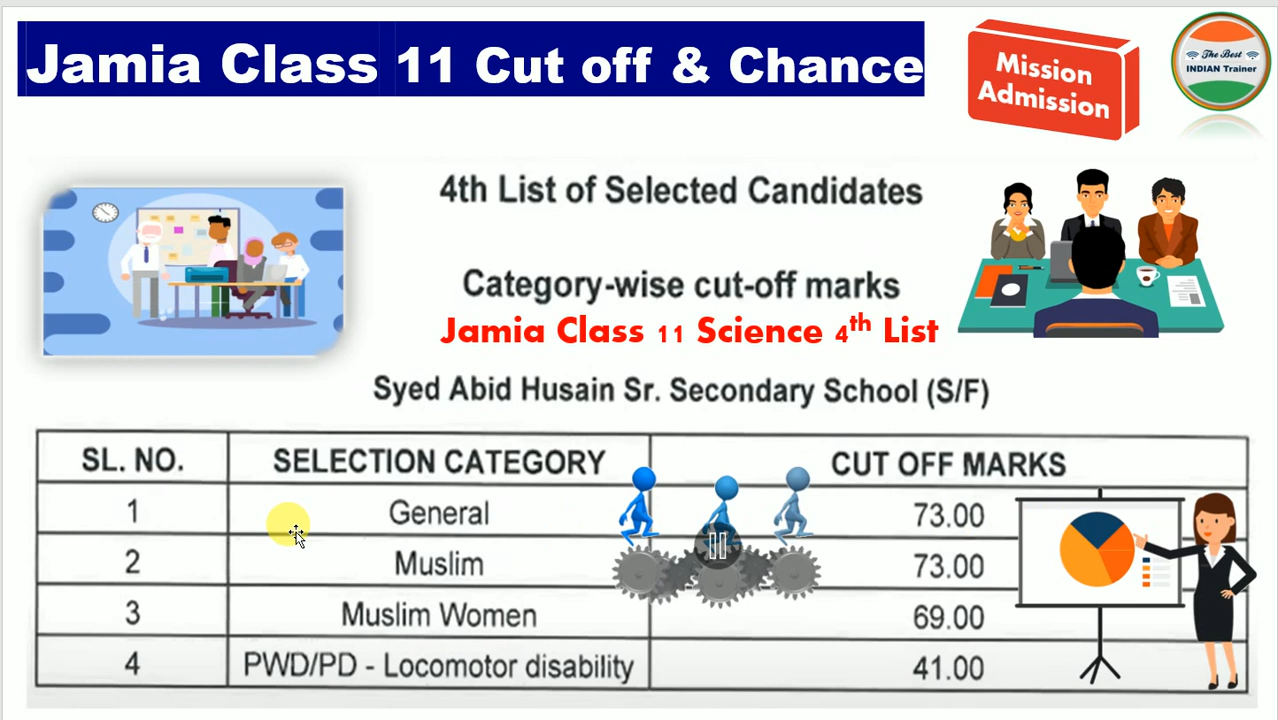 Jamia Class 11 Cut off & Chance
Mission
Admission
The Best
INDIAN Trainer
4th List of Selected Candidates
Category-wise cut-off marks
Jamia Class 11 Science 4th List
Syed Abid Husain Sr. Secondary School (S/F)
SL. NO. SELECTION CATEGORY CUT OFF MARKS
1 General 73.00
2 Muslim 73.00
3 Muslim Women 69.00
4 PWD/PD - Locomotor disability 41.00